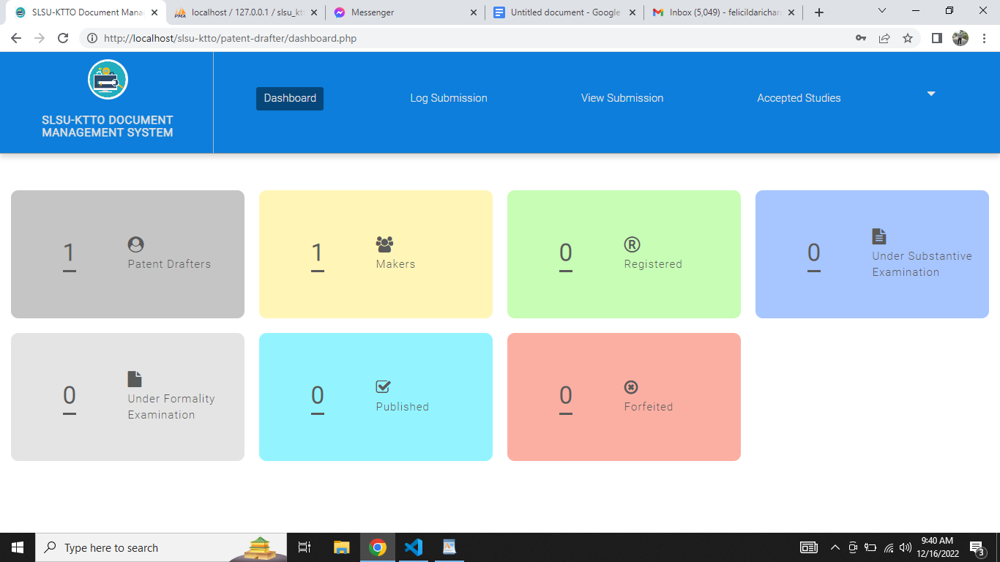 SLSU-KTTO Document Mana
localhost / 127.0.0.1 / slsu_kt
Messenger
Untitled document - Google
Inbox (5,049) - felicildarichan
http://localhost/slsu-ktto/patent-drafter/dashboard.php
SLSU-KTTO DOCUMENT
MANAGEMENT SYSTEM
Dashboard
Log Submission
View Submission
Accepted Studies
1
Patent Drafters
1
Makers
0
®
Registered
0
Under Substantive
Examination
0
Under Formality
Examination
0
Published
0
Forfeited
Type here to search
9:40 AM
12/16/2022
3